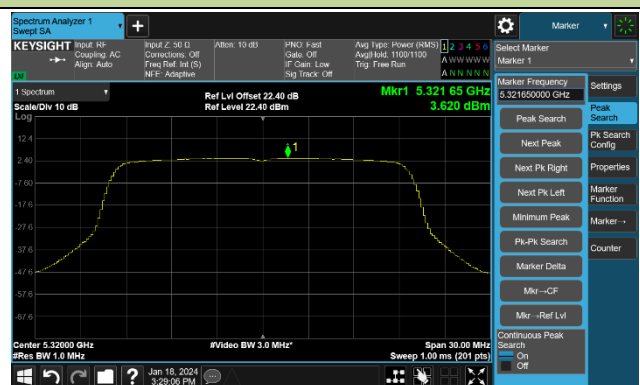 Spectrum Analyzer 1
Swept SA
+
Marker
KEYSIGHT
Input: RF
Coupling: AC
Align: Auto
Input Z: 50 Ω
Corrections: Off
Freq Ref: Int (S)
NFE: Adaptive
Atten: 10 dB
PNO: Fast
Gate: Off
IF Gain: Low
Sig Track: Off
Avg Type: Power (RMS)
Avg|Hold: 1100/1100
Trig: Free Run
1 2 3 4 5 6
A W W W W W
A N N N N N
LV
Select Marker
Marker 1
1 Spectrum
Scale/Div 10 dB
Ref Lvl Offset 22.40 dB
Ref Level 22.40 dBm
Mkr1 5.321 65 GHz
3.620 dBm
Log
12.4
2.40
-7.60
-17.6
-27.6
-37.6
-47.6
-57.6
-67.6
1
Center 5.32000 GHz
#Res BW 1.0 MHz
#Video BW 3.0 MHz*
Span 30.00 MHz
Sweep 1.00 ms (201 pts)
Marker Frequency
5.321650000 GHz
Peak Search
Next Peak
Next Pk Right
Next Pk Left
Minimum Peak
Pk-Pk Search
Marker Delta
Mkr→CF
Mkr→Ref Lvl
Continuous Peak
Search
On
Off
Settings
Peak
Search
Pk Search
Config
Properties
Marker
Function
Marker→
Counter
?
Jan 18, 2024
3:29:06 PM